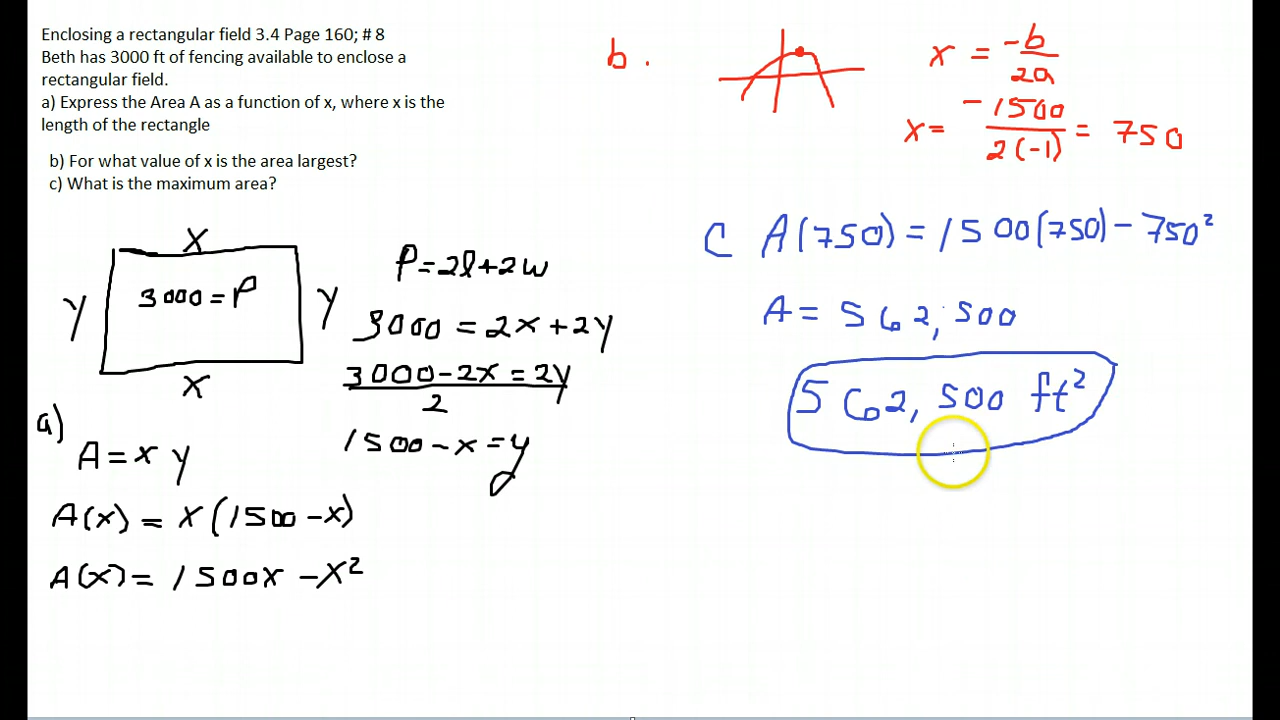 Enclosing a rectangular field 3.4 Page 160; # 8
Beth has 3000 ft of fencing available to enclose a
rectangular field.
a) Express the Area A as a function of x, where x is the
length of the rectangle
b) For what value of x is the area largest?
c) What is the maximum area?
X
3000 = P
y
y
X
P = 2l + 2w
3000 = 2x + 2y
3000 - 2x = 2y
2
1500 - x = y
a)
A = x y
A(x) = x(1500 - x)
A(x) = 1500x - x²
b.
x = -b
2a
x = -1500 = 750
2(-1)
C A(750) = 1500(750) - 750²
A = 562,500
562,500 ft²